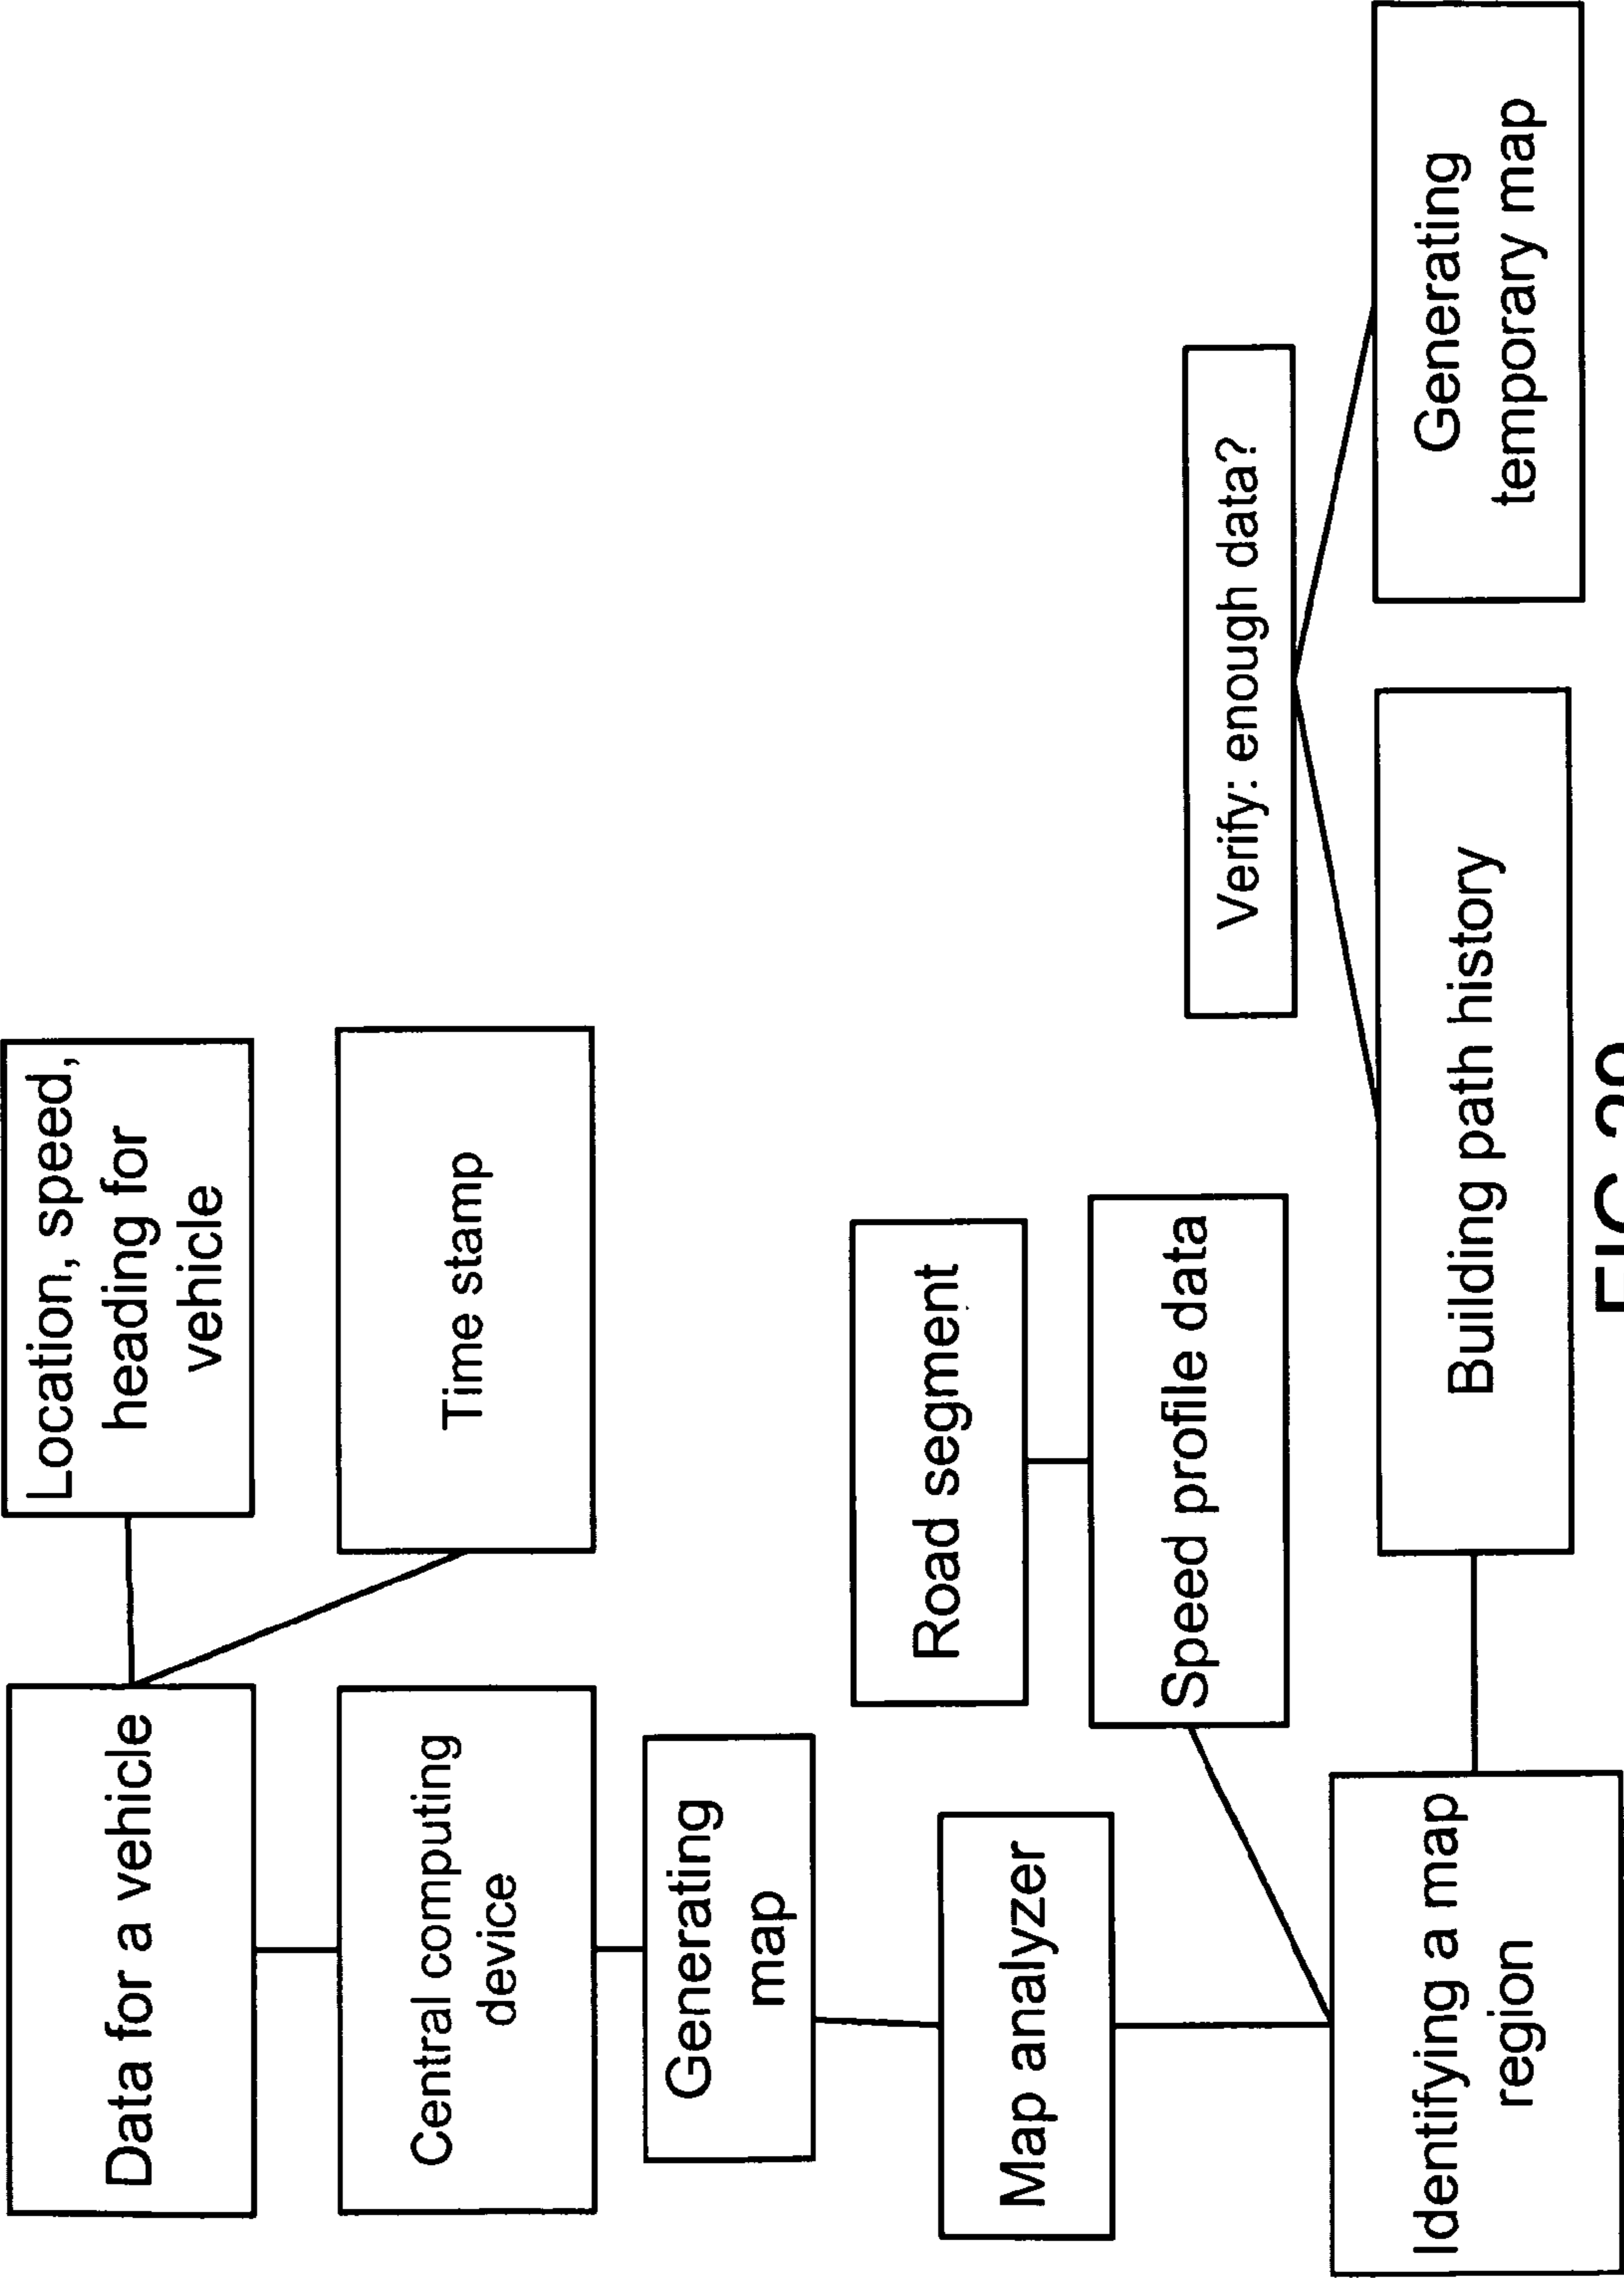 Data for a vehicle
Location, speed,
heading for
vehicle
Central computing
device
Time stamp
Generating
map
Road segment
Map analyzer
Speed profile data
Verify: enough data?
Identifying a map
region
Building path history
Generating
temporary map